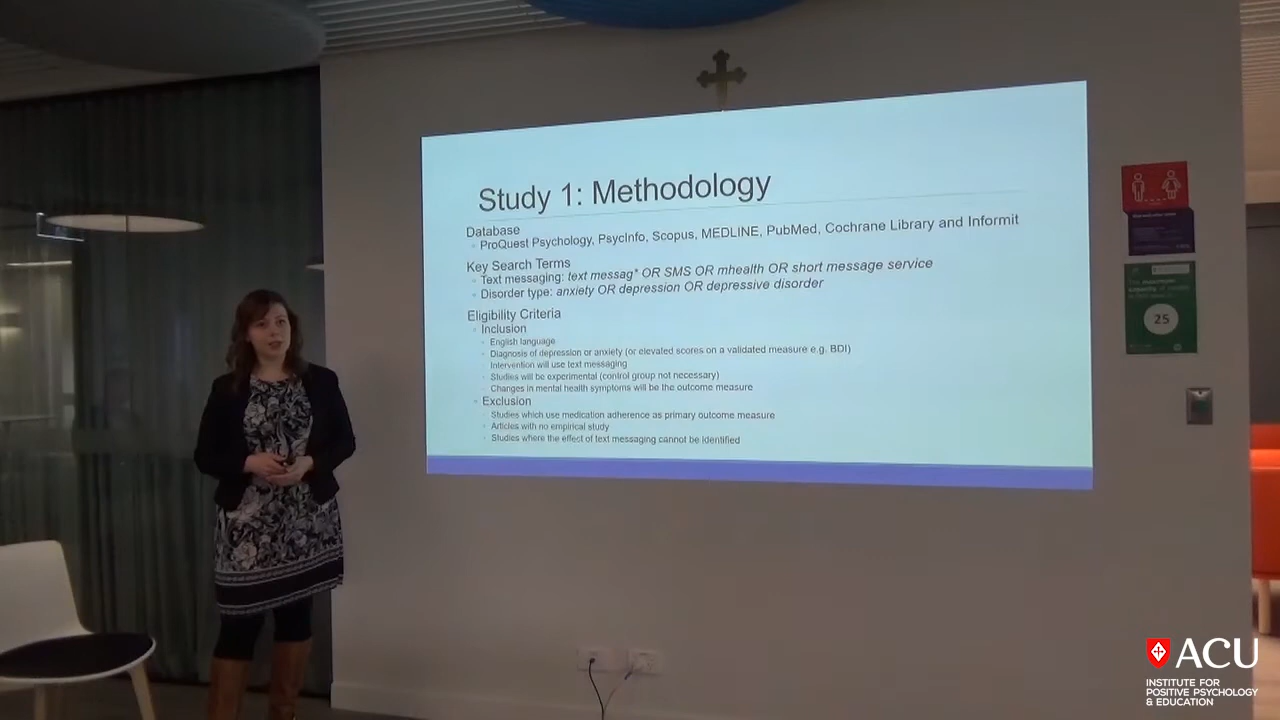 Study 1: Methodology
Database
ProQuest Psychology, PsycInfo, Scopus, MEDLINE, PubMed, Cochrane Library and Informit
Key Search Terms
Text messaging: text messag* OR SMS OR mhealth OR short message service
Disorder type: anxiety OR depression OR depressive disorder
Eligibility Criteria
Inclusion
English language
Diagnosis of depression or anxiety (or elevated scores on a validated measure e.g. BDI)
Intervention will use text messaging
Studies will be experimental (control group not necessary)
Changes in mental health symptoms will be the outcome measure
Exclusion
Studies which use medication adherence as primary outcome measure
Articles with no empirical study
Studies where the effect of text messaging cannot be identified
25
ACU
INSTITUTE FOR
POSITIVE PSYCHOLOGY
& EDUCATION